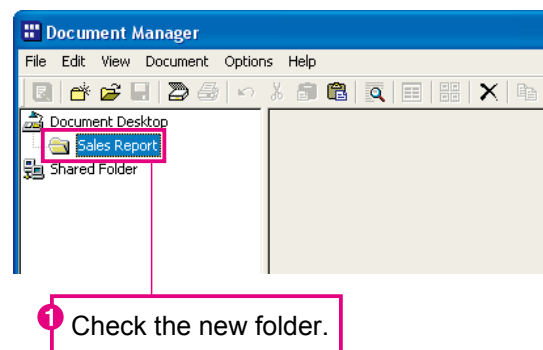 Document Manager
File Edit View Document Options Help
Document Desktop
Sales Report
Shared Folder
1 Check the new folder.